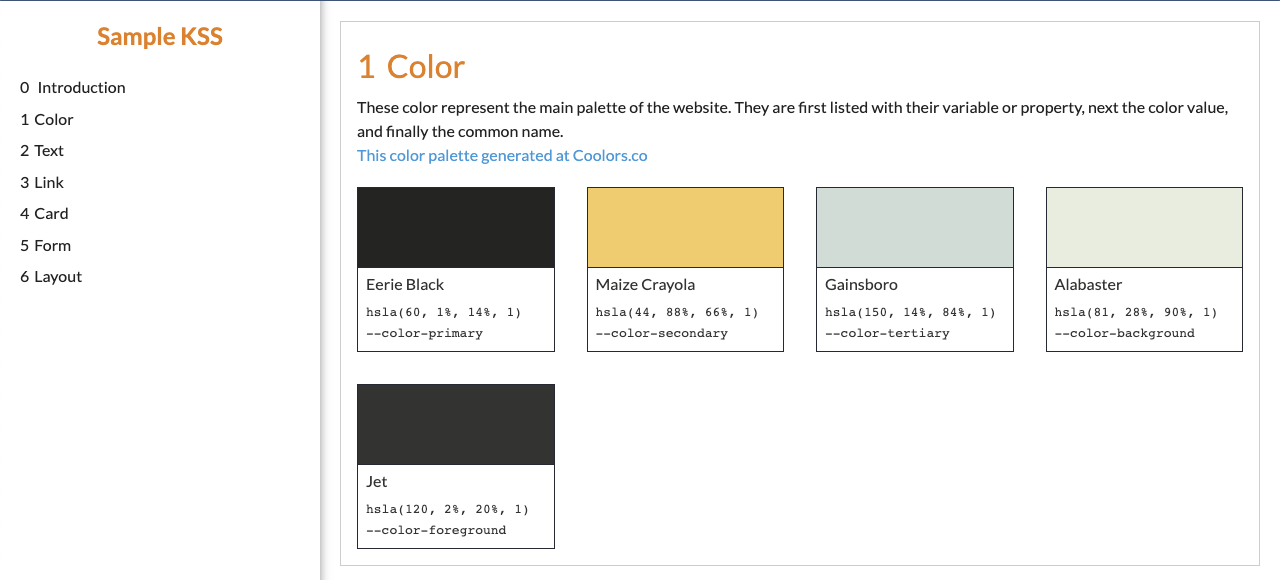 Sample KSS
0 Introduction
1 Color
2 Text
3 Link
4 Card
5 Form
6 Layout
1 Color
These color represent the main palette of the website. They are first listed with their variable or property, next the color value,
and finally the common name.
This color palette generated at Coolors.co
Eerie Black
hsla(60, 1%, 14%, 1)
--color-primary
Maize Crayola
hsla(44, 88%, 66%, 1)
--color-secondary
Gainsboro
hsla(150, 14%, 84%, 1)
--color-tertiary
Alabaster
hsla(81, 28%, 90%, 1)
--color-background
Jet
hsla(120, 2%, 20%, 1)
--color-foreground